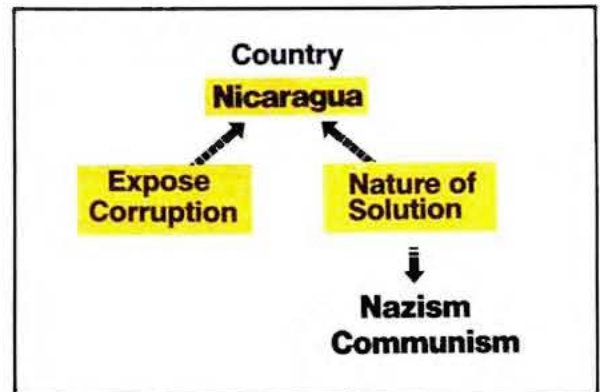 Country
Nicaragua
Expose
Corruption
Nature of
Solution
Nazism
Communism